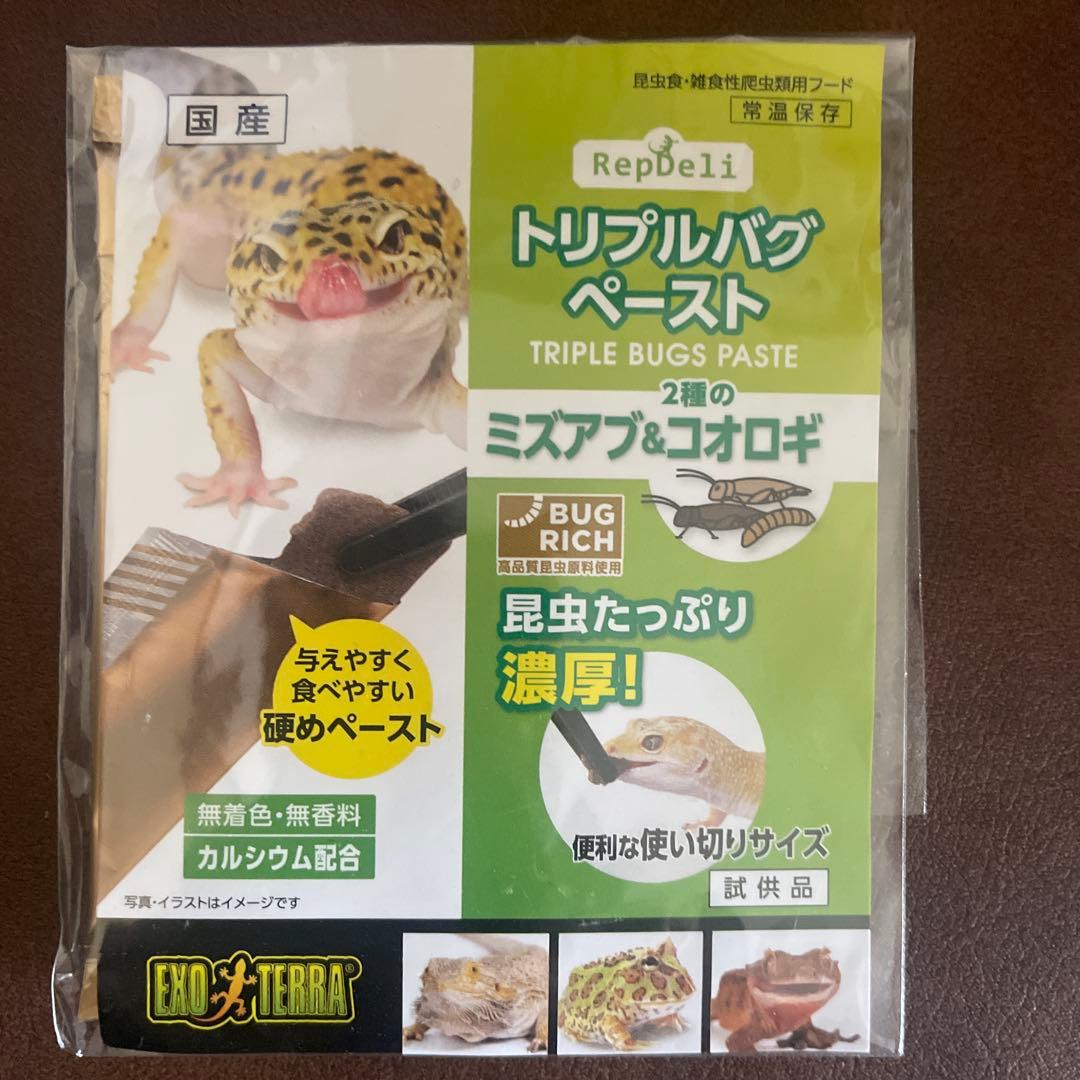 国産
昆虫食・雑食性爬虫類用フード
常温保存
RepDeli
トリプルバグ
ペースト
TRIPLE BUGS PASTE
2種の
ミズアブ&コオロギ
BUG
RICH
高品質昆虫原料使用
昆虫たっぷり
濃厚!
与えやすく
食べやすい
硬めペースト
無着色・無香料
カルシウム配合
便利な使い切りサイズ
試供品
写真・イラストはイメージです
EXO TERRA®